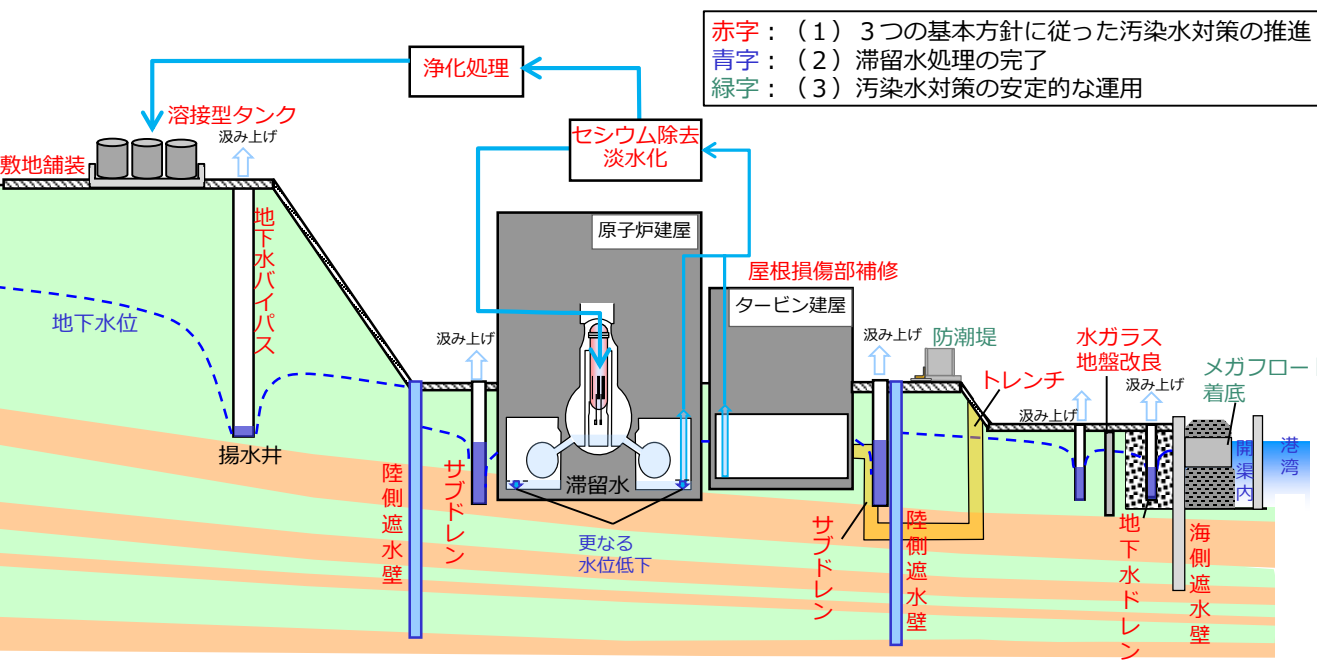 赤字：（１）３つの基本方針に従った汚染水対策の推進
青字：（２）滞留水処理の完了
緑字：（３）汚染水対策の安定的な運用
浄化処理
溶接型タンク
汲み上げ
敷地舗装
セシウム除去
淡水化
地下水バイパス
原子炉建屋
屋根損傷部補修
タービン建屋
地下水位
汲み上げ
汲み上げ
防潮堤
水ガラス
地盤改良
トレンチ
汲み上げ
汲み上げ
メガフロート
着底
揚水井
陸側遮水壁
サブドレン
滞留水
更なる
水位低下
サブドレン
陸側遮水壁
地下水ドレン
海側遮水壁
開渠内
港湾